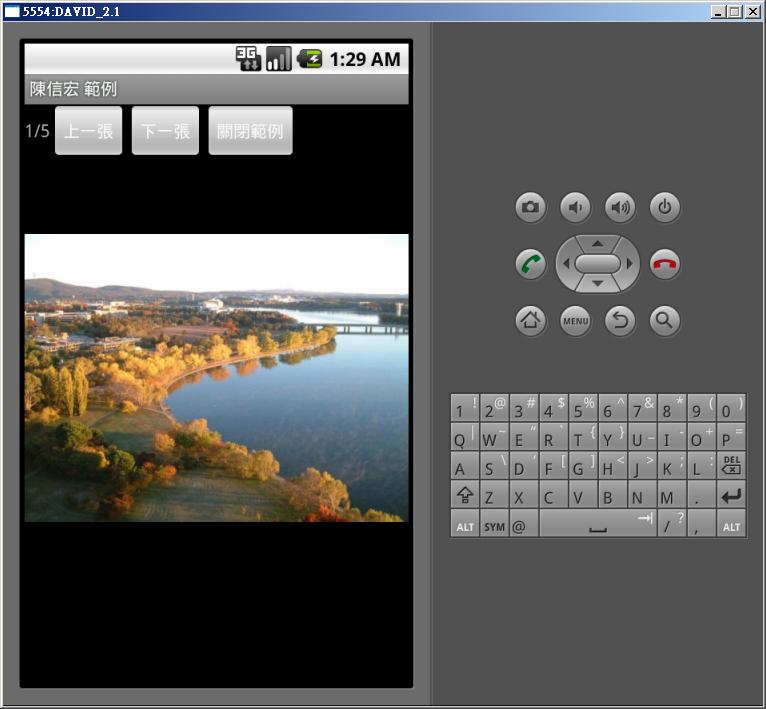 5554:DAVID_2.1
3G 1:29 AM
陳信宏 範例
1/5 上一張 下一張 關閉範例
MENU
1 ! 2 @ 3 # 4 $ 5 % 6 ^ 7 & 8 * 9 ( 0 )
Q | W ~ E " R ` T { Y } U _ I - O + P =
A S \ D ' F [ G ] H < J > K ; L : DEL
Z X C V B N M .
ALT SYM @ / ? , ALT